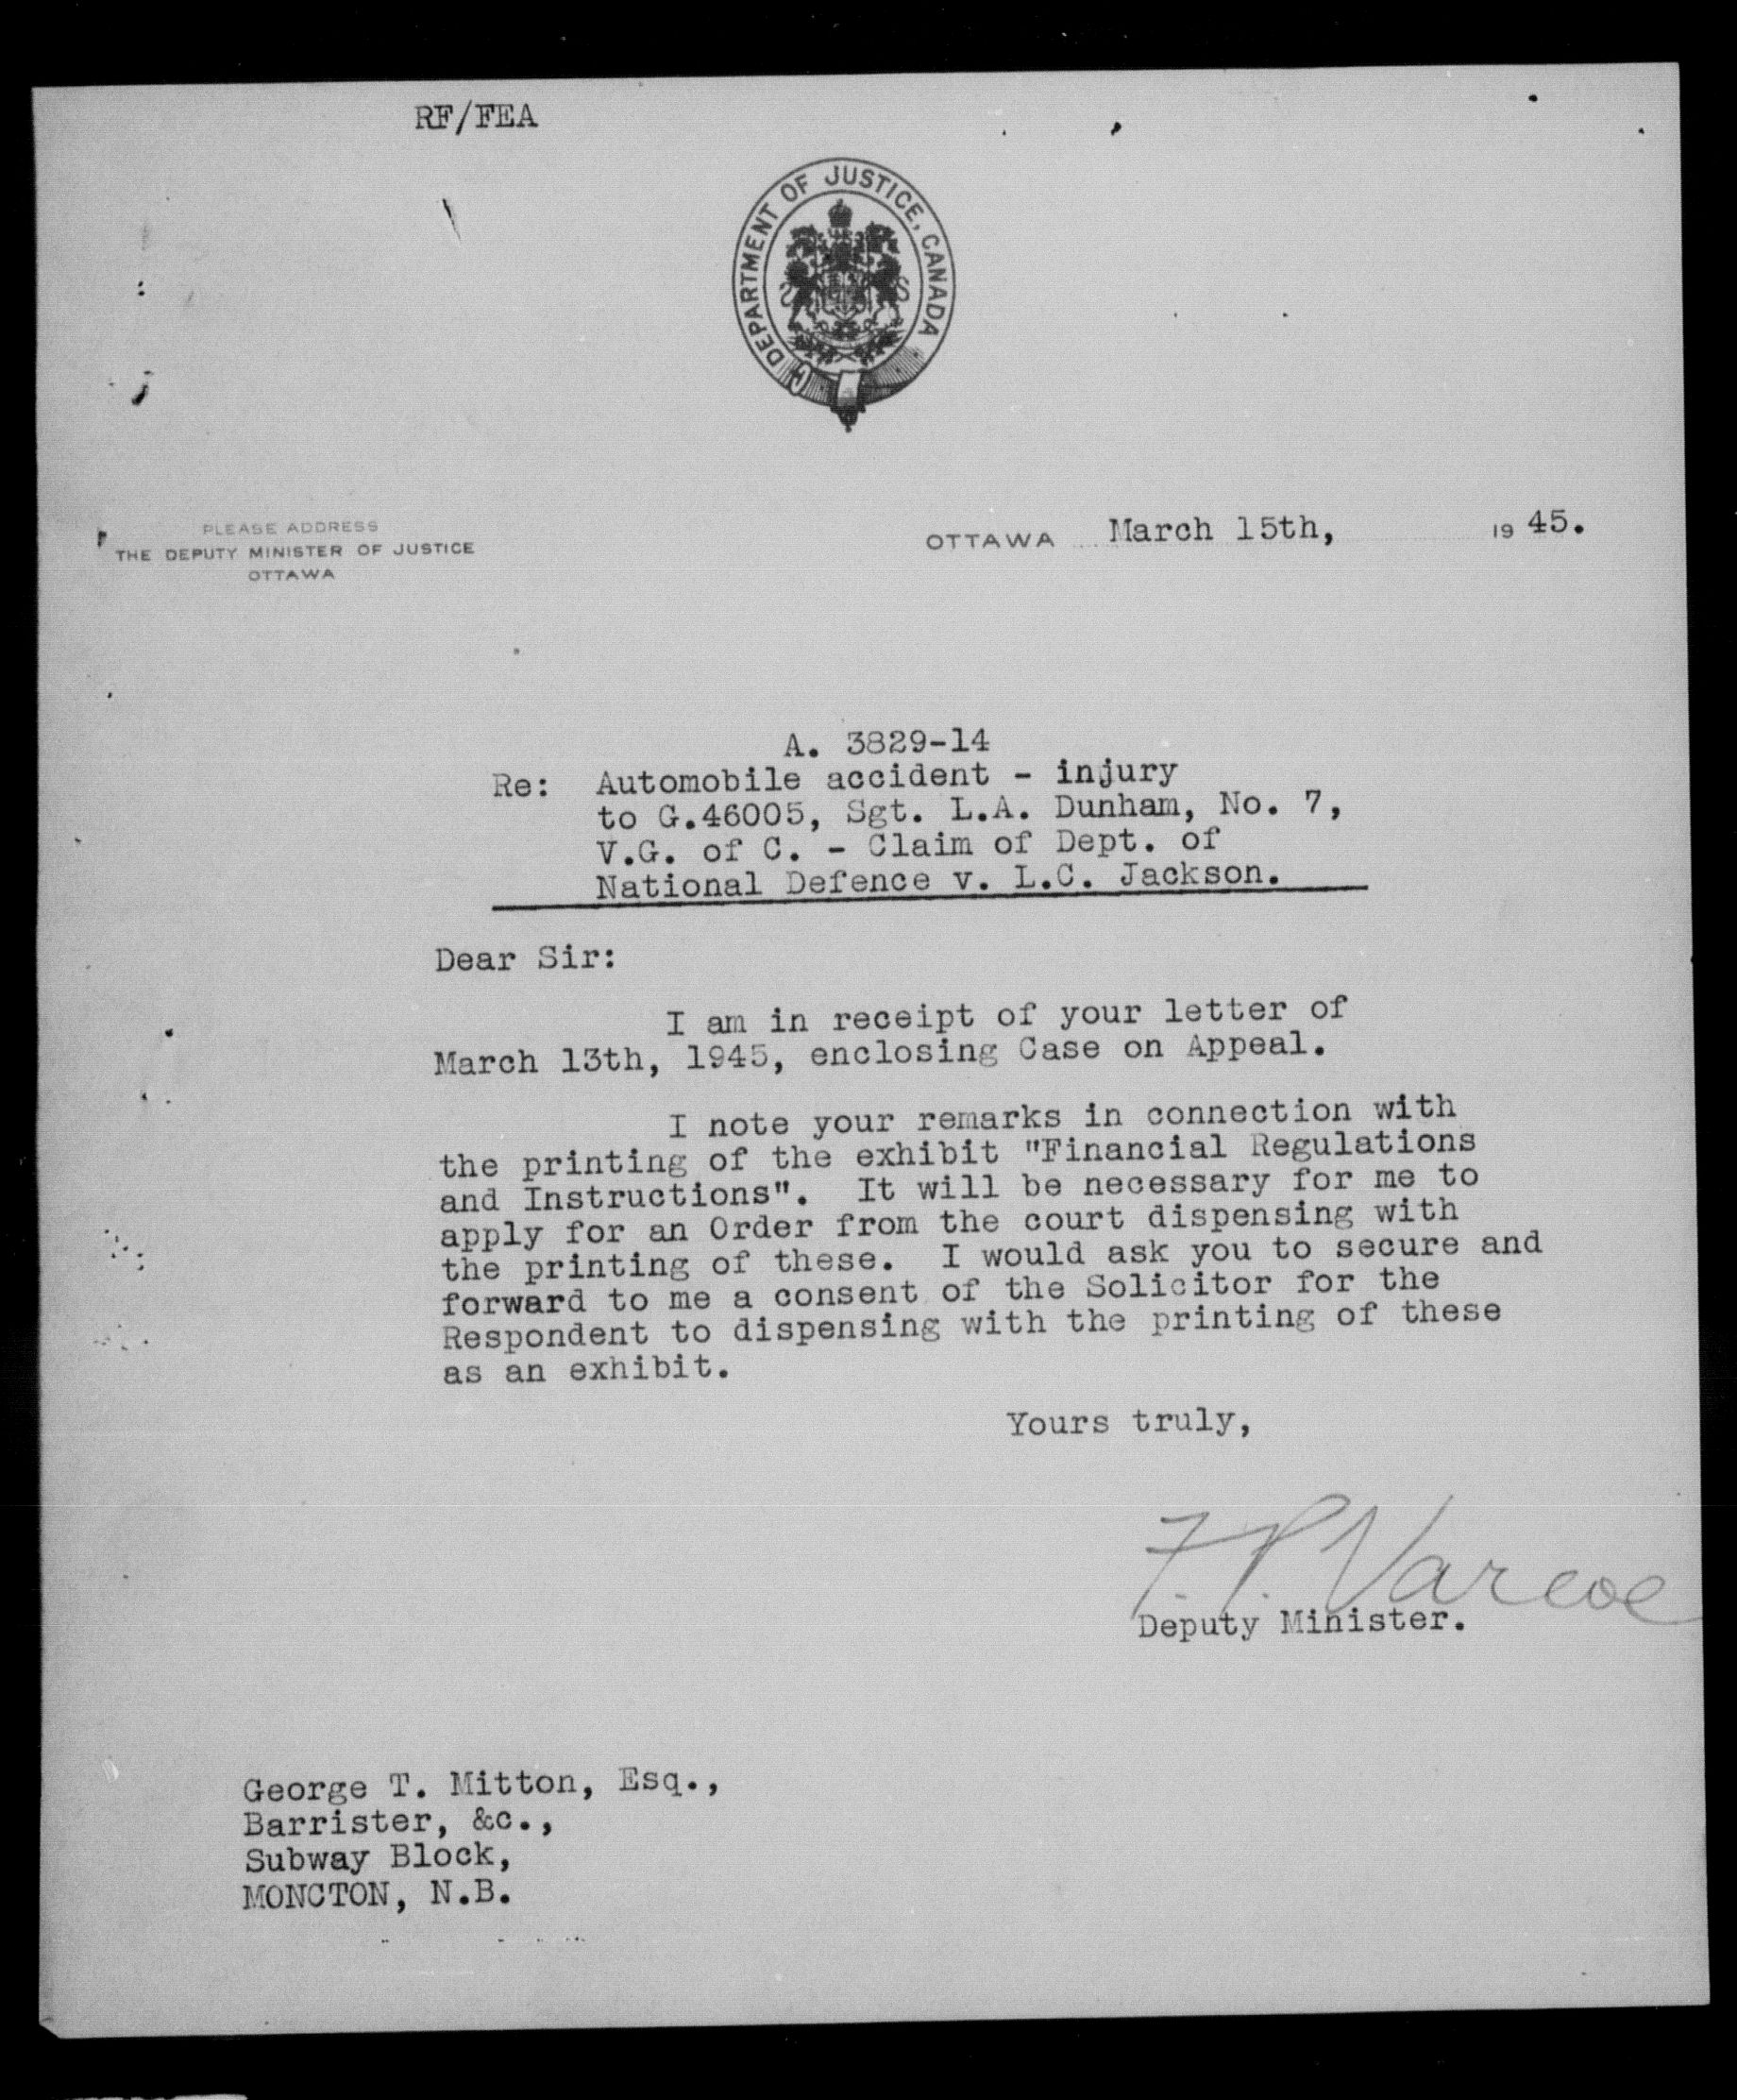 RF/FEA
DEPARTMENT OF JUSTICE, CANADA
PLEASE ADDRESS
THE DEPUTY MINISTER OF JUSTICE
OTTAWA
OTTAWA March 15th, 1945.
A. 3829-14
Re: Automobile accident - injury
to G.46005, Sgt. L.A. Dunham, No. 7,
V.G. of C. - Claim of Dept. of
National Defence v. L.C. Jackson.
Dear Sir:
I am in receipt of your letter of
March 13th, 1945, enclosing Case on Appeal.
I note your remarks in connection with
the printing of the exhibit "Financial Regulations
and Instructions". It will be necessary for me to
apply for an Order from the court dispensing with
the printing of these. I would ask you to secure and
forward to me a consent of the Solicitor for the
Respondent to dispensing with the printing of these
as an exhibit.
Yours truly,
F.P. Varcoe
Deputy Minister.
George T. Mitton, Esq.,
Barrister, &c.,
Subway Block,
MONCTON, N.B.